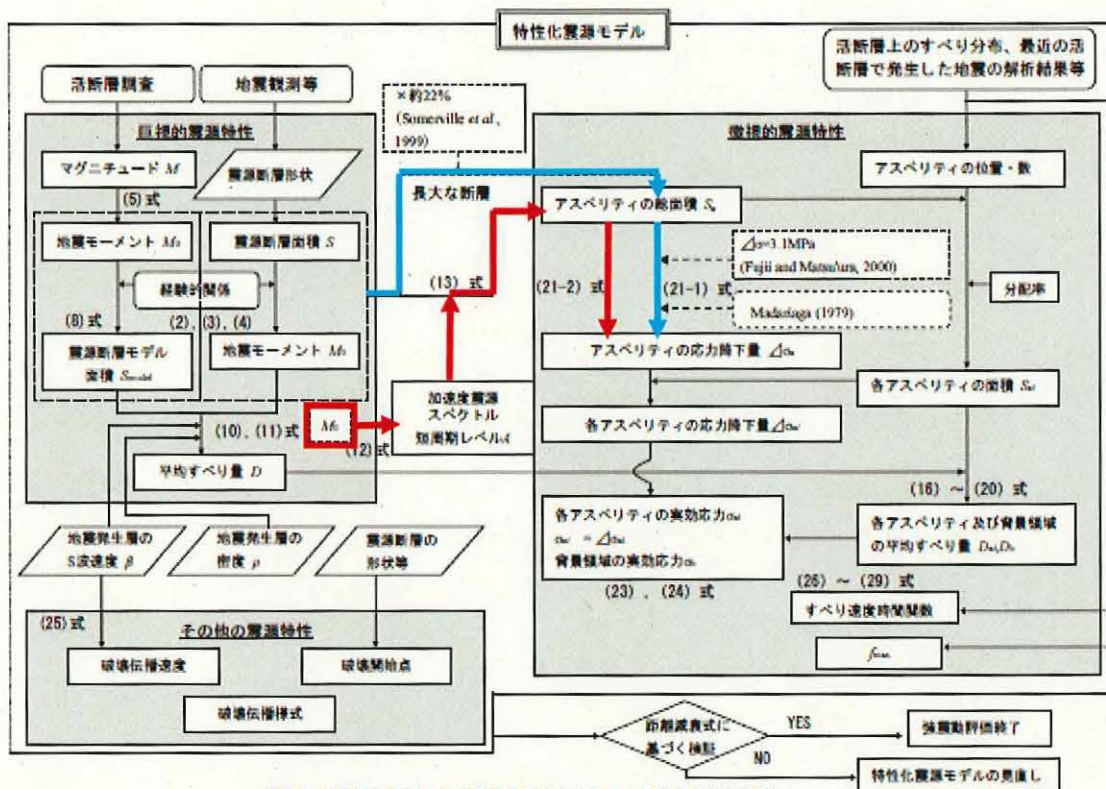 特性化震源モデル
活断層調査
地震観測等
×約22%
(Somerville et al.,
1999)
活断層上のすべり分布、最近の活
断層で発生した地震の解析結果等
巨視的震源特性
微視的震源特性
マグニチュード M
震源断層形状
長大な断層
アスペリティの位置・数
(5)式
アスペリティの総面積 Sa
地震モーメント M0
震源断層面積 S
Δσ=3.1MPa
(Fujii and Matsu'ura, 2000)
経験的関係
(13) 式
(21-2) 式
(21-1) 式
分配率
(8)式
(2)、(3)、(4)
Madariaga (1979)
震源断層モデル
面積 Smodel
地震モーメント M0
アスペリティの応力降下量 Δσa
加速度震源
スペクトル
短周期レベルA
各アスペリティの面積 Sai
M0
(10)、(11)式
(12)式
各アスペリティの応力降下量Δσai
平均すべり量 D
(16) ～ (20) 式
地震発生層の
S波速度 β
地震発生層の
密度 ρ
震源断層の
形状等
各アスペリティの実効応力σai
σai = Δσai
背景領域の実効応力σb
各アスペリティ及び背景領域
の平均すべり量 Dai,Db
(23) 、(24) 式
(26) ～ (29) 式
すべり速度時間関数
(25)式
その他の震源特性
fmax
破壊伝播速度
破壊開始点
破壊伝播様式
距離減衰式に
基づく検証
YES
強震動評価終了
NO
特性化震源モデルの見直し